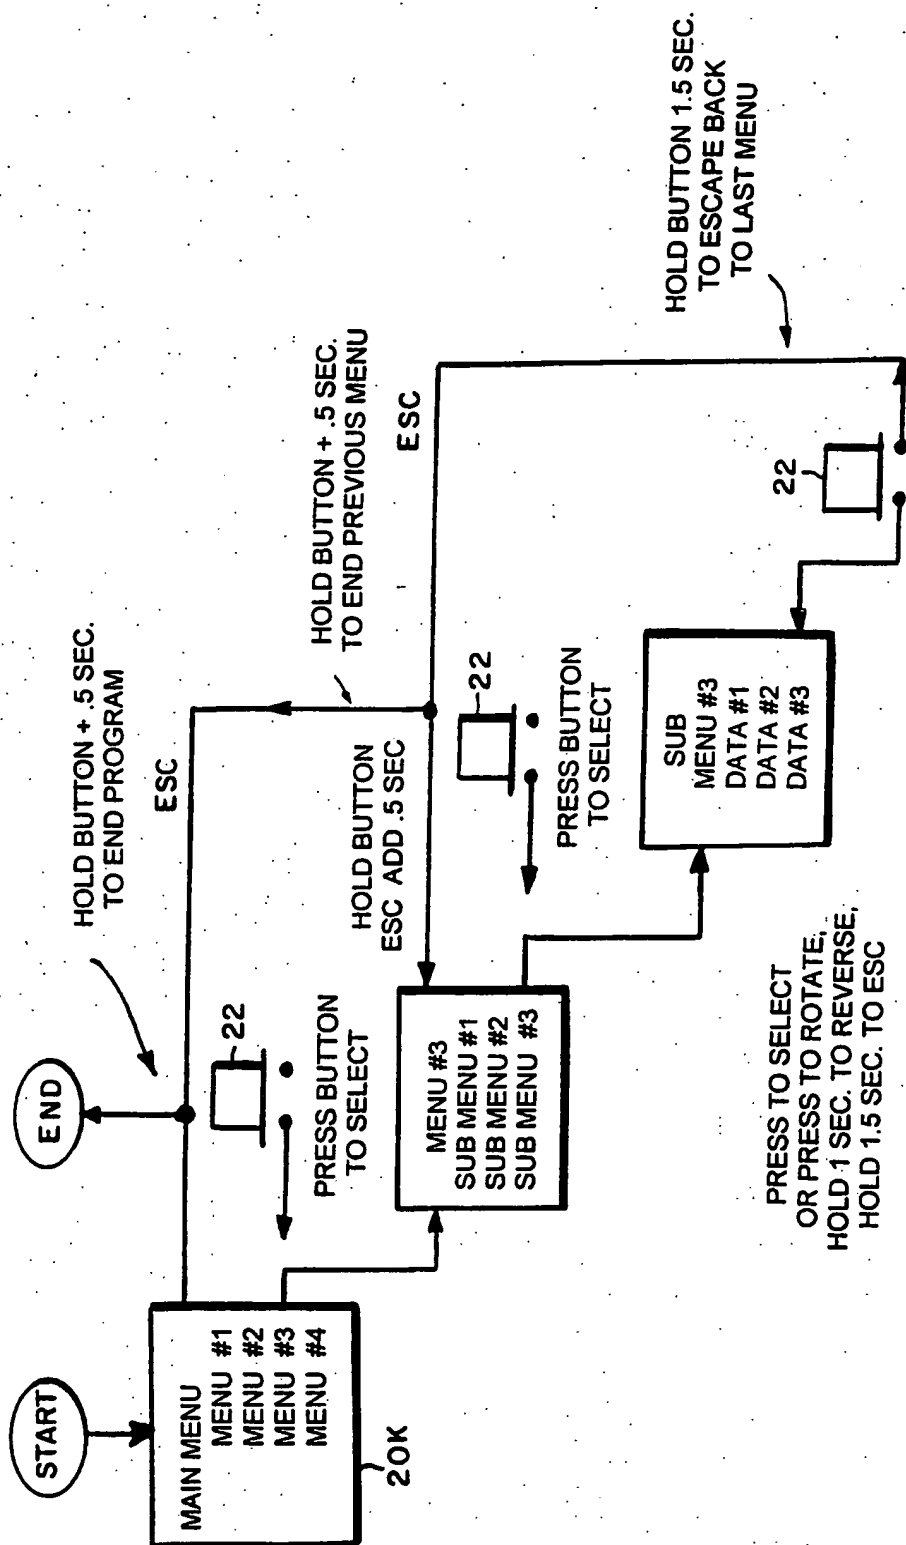 START
END
HOLD BUTTON + .5 SEC.
TO END PROGRAM
ESC
MAIN MENU
MENU #1
MENU #2
MENU #3
MENU #4
20K
22
PRESS BUTTON
TO SELECT
HOLD BUTTON + .5 SEC.
TO END PREVIOUS MENU
HOLD BUTTON
ESC ADD .5 SEC
ESC
MENU #3
SUB MENU #1
SUB MENU #2
SUB MENU #3
22
PRESS BUTTON
TO SELECT
HOLD BUTTON 1.5 SEC.
TO ESCAPE BACK
TO LAST MENU
SUB
MENU #3
DATA #1
DATA #2
DATA #3
22
PRESS TO SELECT
OR PRESS TO ROTATE,
HOLD 1 SEC. TO REVERSE,
HOLD 1.5 SEC. TO ESC